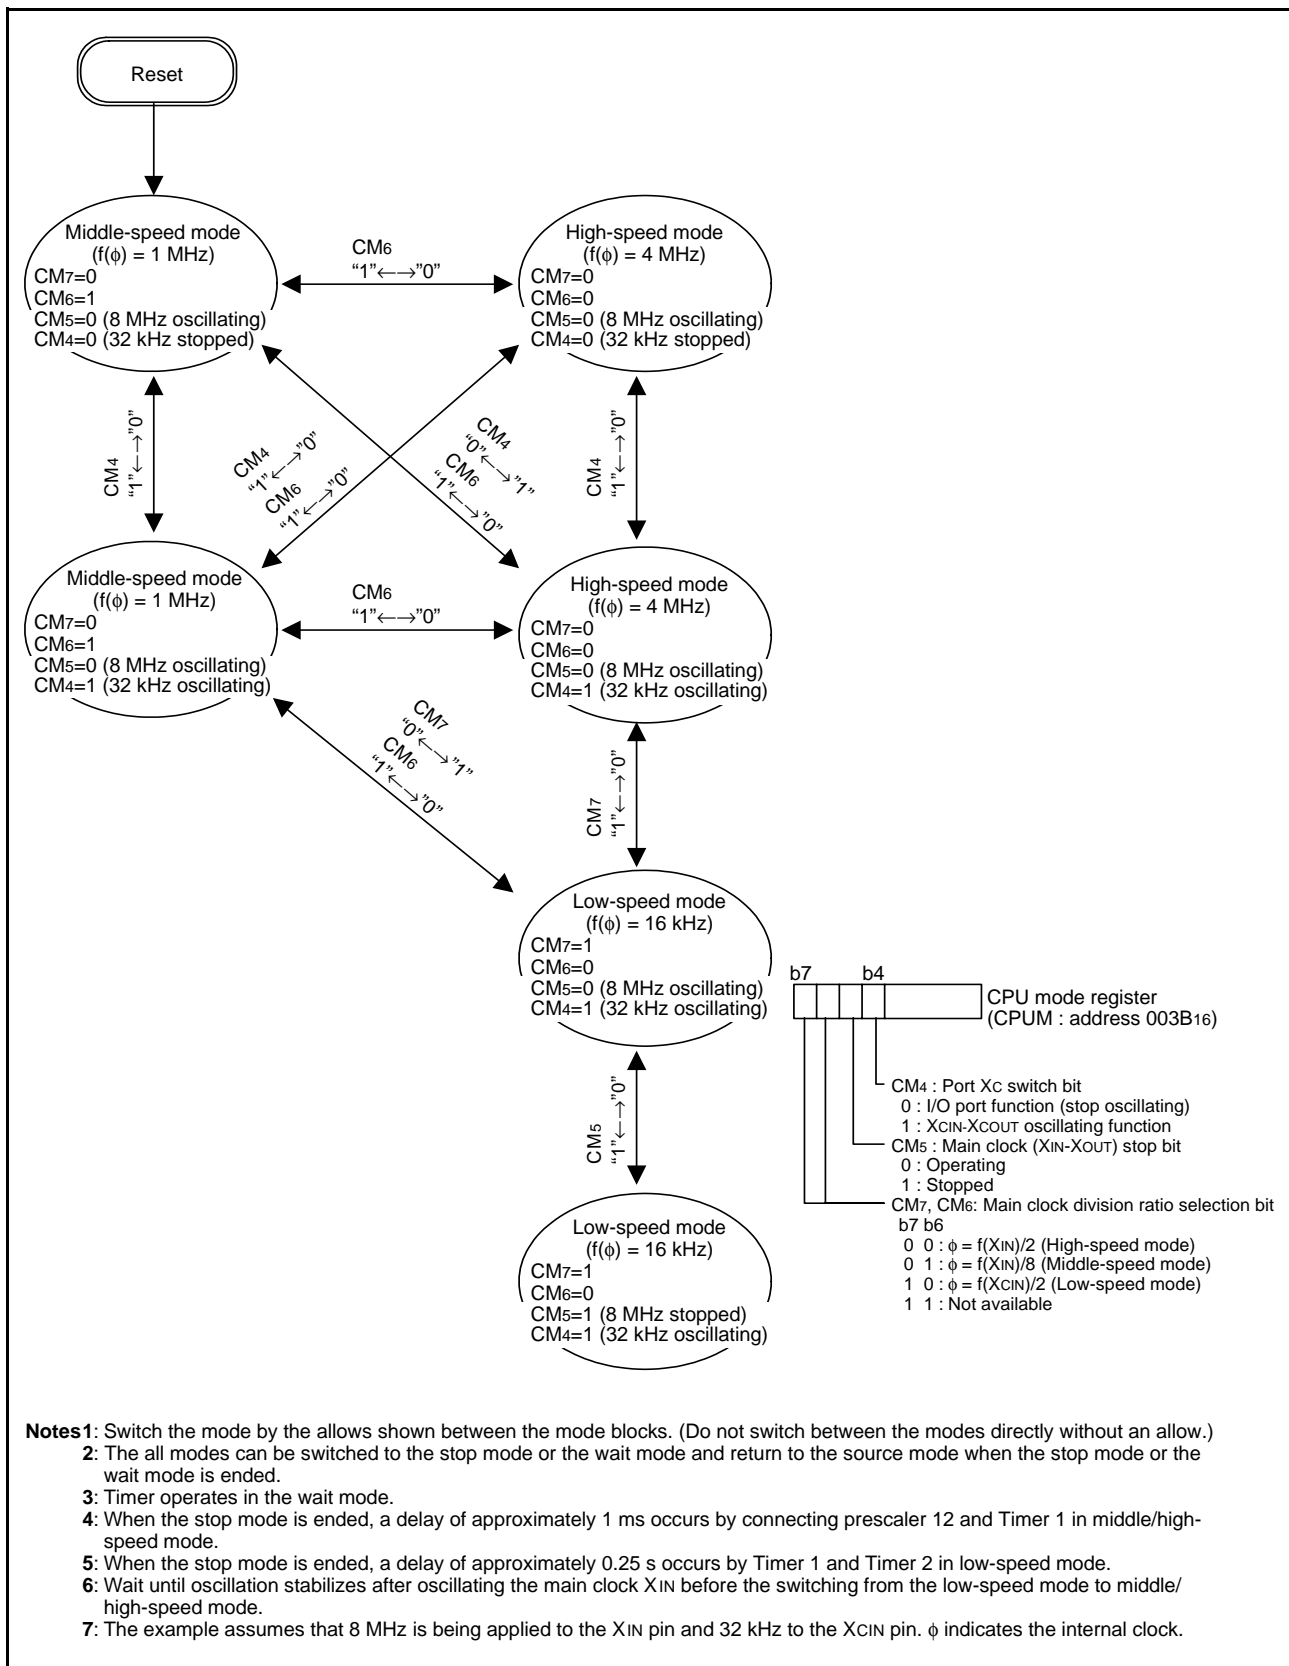 Reset
Middle-speed mode
(f(ϕ) = 1 MHz)
CM7=0
CM6=1
CM5=0 (8 MHz oscillating)
CM4=0 (32 kHz stopped)
CM6
“1”←→”0”
High-speed mode
(f(ϕ) = 4 MHz)
CM7=0
CM6=0
CM5=0 (8 MHz oscillating)
CM4=0 (32 kHz stopped)
CM4
“1”←→”0”
CM4
“1”←→”0”
CM6
“1”←→”0”
CM4
“0”←→”1”
CM6
“1”←→”0”
CM4
“1”←→”0”
Middle-speed mode
(f(ϕ) = 1 MHz)
CM7=0
CM6=1
CM5=0 (8 MHz oscillating)
CM4=1 (32 kHz oscillating)
CM6
“1”←→”0”
High-speed mode
(f(ϕ) = 4 MHz)
CM7=0
CM6=0
CM5=0 (8 MHz oscillating)
CM4=1 (32 kHz oscillating)
CM7
“0”←→”1”
CM6
“1”←→”0”
CM7
“1”←→”0”
Low-speed mode
(f(ϕ) = 16 kHz)
CM7=1
CM6=0
CM5=0 (8 MHz oscillating)
CM4=1 (32 kHz oscillating)
CM5
“1”←→”0”
Low-speed mode
(f(ϕ) = 16 kHz)
CM7=1
CM6=0
CM5=1 (8 MHz stopped)
CM4=1 (32 kHz oscillating)
b7 b4
CPU mode register
(CPUM : address 003B16)
CM4 : Port XC switch bit
0 : I/O port function (stop oscillating)
1 : XCIN-XCOUT oscillating function
CM5 : Main clock (XIN-XOUT) stop bit
0 : Operating
1 : Stopped
CM7, CM6: Main clock division ratio selection bit
b7 b6
0 0 : ϕ = f(XIN)/2 (High-speed mode)
0 1 : ϕ = f(XIN)/8 (Middle-speed mode)
1 0 : ϕ = f(XCIN)/2 (Low-speed mode)
1 1 : Not available
Notes1: Switch the mode by the allows shown between the mode blocks. (Do not switch between the modes directly without an allow.)
2: The all modes can be switched to the stop mode or the wait mode and return to the source mode when the stop mode or the
wait mode is ended.
3: Timer operates in the wait mode.
4: When the stop mode is ended, a delay of approximately 1 ms occurs by connecting prescaler 12 and Timer 1 in middle/high-
speed mode.
5: When the stop mode is ended, a delay of approximately 0.25 s occurs by Timer 1 and Timer 2 in low-speed mode.
6: Wait until oscillation stabilizes after oscillating the main clock XIN before the switching from the low-speed mode to middle/
high-speed mode.
7: The example assumes that 8 MHz is being applied to the XIN pin and 32 kHz to the XCIN pin. ϕ indicates the internal clock.